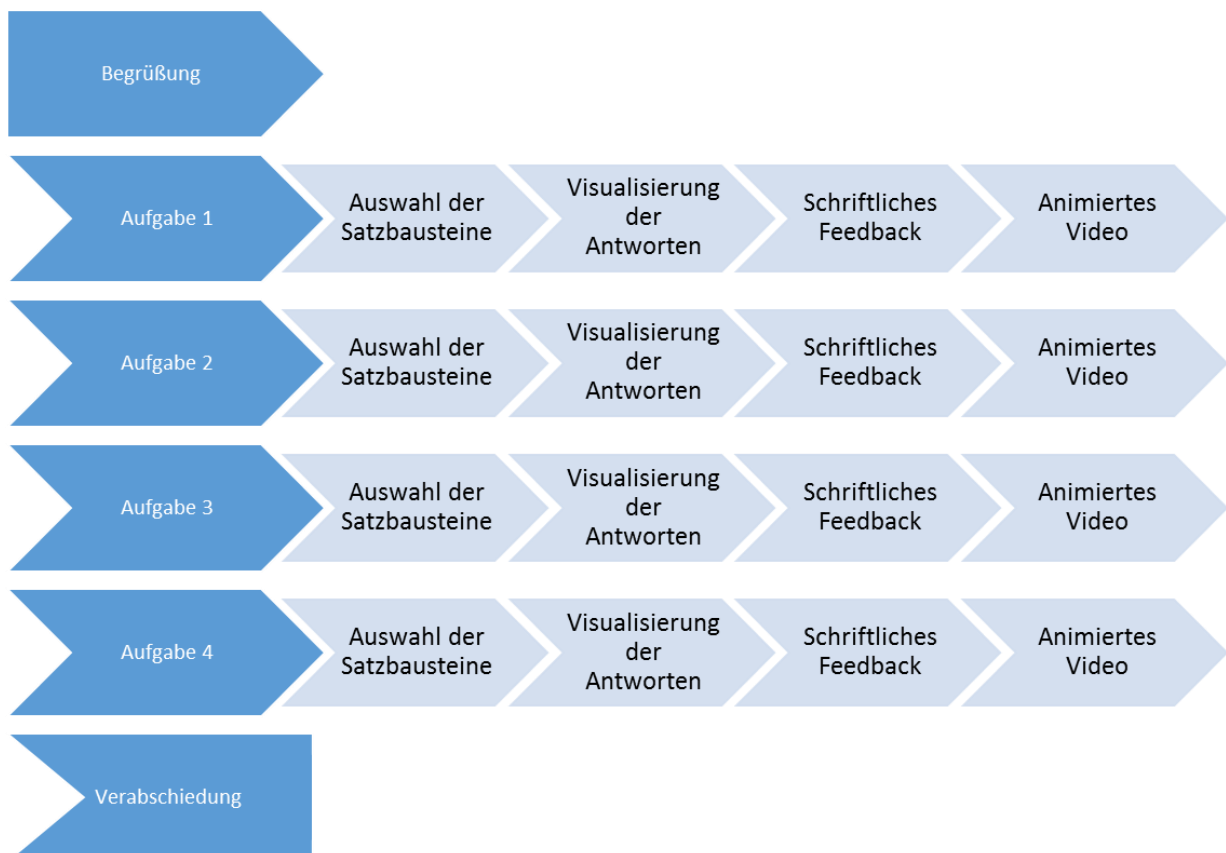 Begrüßung
Aufgabe 1
Auswahl der
Satzbausteine
Visualisierung
der
Antworten
Schriftliches
Feedback
Animiertes
Video
Aufgabe 2
Auswahl der
Satzbausteine
Visualisierung
der
Antworten
Schriftliches
Feedback
Animiertes
Video
Aufgabe 3
Auswahl der
Satzbausteine
Visualisierung
der
Antworten
Schriftliches
Feedback
Animiertes
Video
Aufgabe 4
Auswahl der
Satzbausteine
Visualisierung
der
Antworten
Schriftliches
Feedback
Animiertes
Video
Verabschiedung